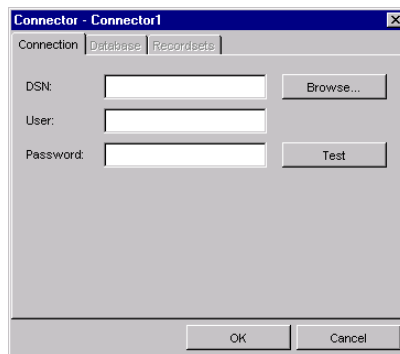 Connector - Connector1
Connection Database Recordsets
DSN: Browse...
User:
Password: Test
OK Cancel